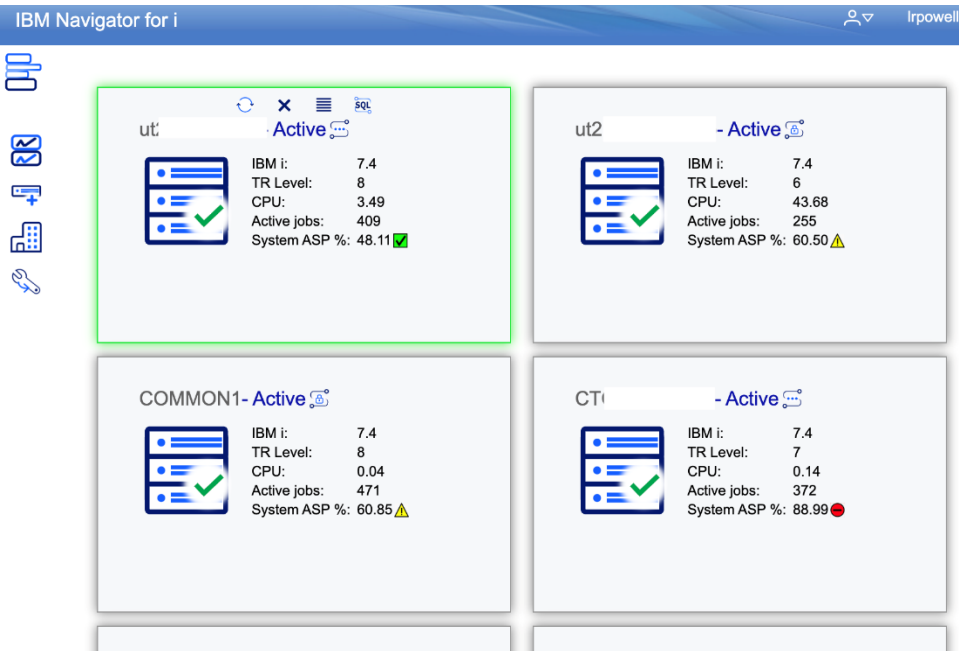 IBM Navigator for i
lrpowell
SQL
ut2 - Active
IBM i: 7.4
TR Level: 8
CPU: 3.49
Active jobs: 409
System ASP %: 48.11
ut2 - Active
IBM i: 7.4
TR Level: 6
CPU: 43.68
Active jobs: 255
System ASP %: 60.50
COMMON1- Active
IBM i: 7.4
TR Level: 8
CPU: 0.04
Active jobs: 471
System ASP %: 60.85
CT - Active
IBM i: 7.4
TR Level: 7
CPU: 0.14
Active jobs: 372
System ASP %: 88.99